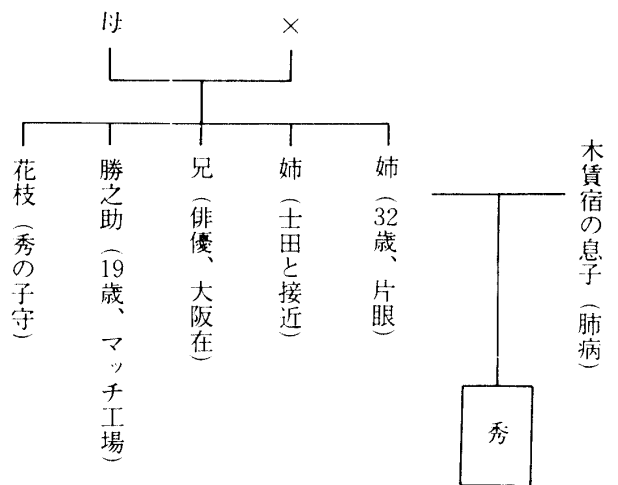 母
×
木賃宿の息子（肺病）
姉（32歳、片眼）
姉（士田と接近）
兄（俳優、大阪在）
勝之助（19歳、マッチ工場）
花枝（秀の子守）
秀